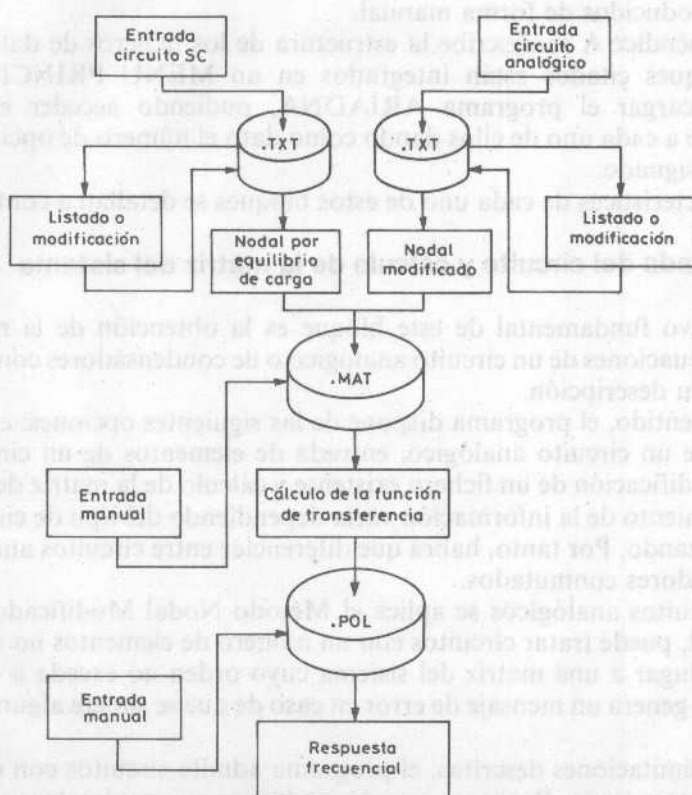 Entrada
circuito SC
Entrada
circuito
analógico
.TXT
.TXT
Listado o
modificación
Nodal por
equilibrio
de carga
Nodal
modificado
Listado o
modificación
.MAT
Entrada
manual
Cálculo de la función
de transferencia
.POL
Entrada
manual
Respuesta
frecuencial